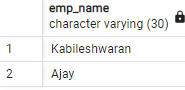 emp_name
character varying (30)
1 Kabileshwaran
2 Ajay